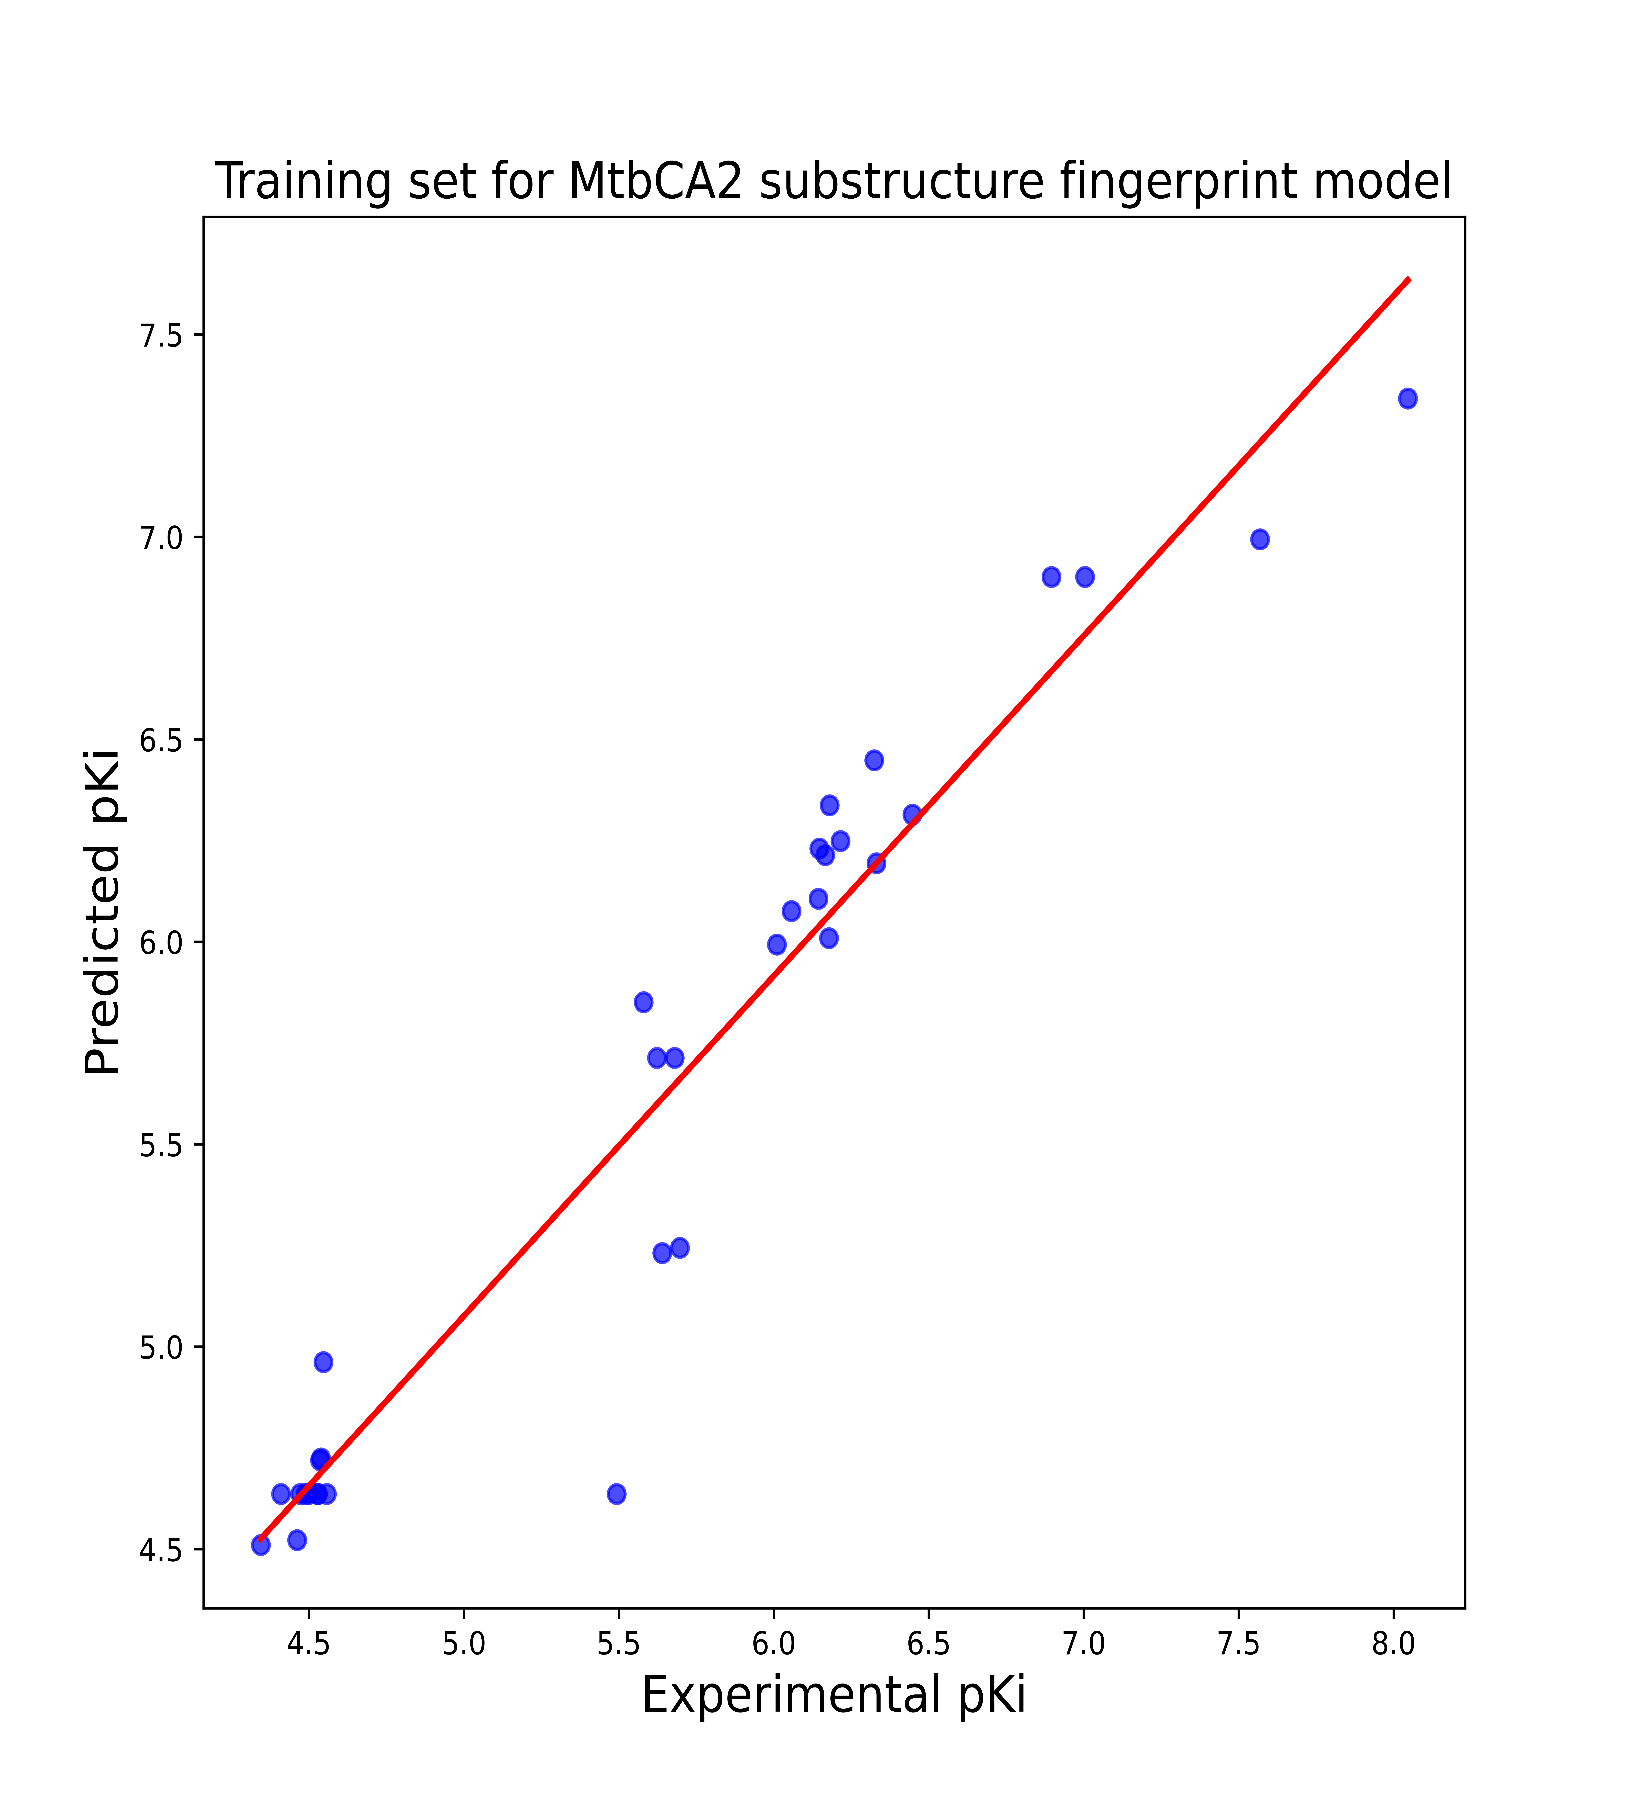 Training set for MtbCA2 substructure fingerprint model
7.5
7.0
6.5
6.0
5.5
5.0
4.5
Predicted pKi
4.5 5.0 5.5 6.0 6.5 7.0 7.5 8.0
Experimental pKi